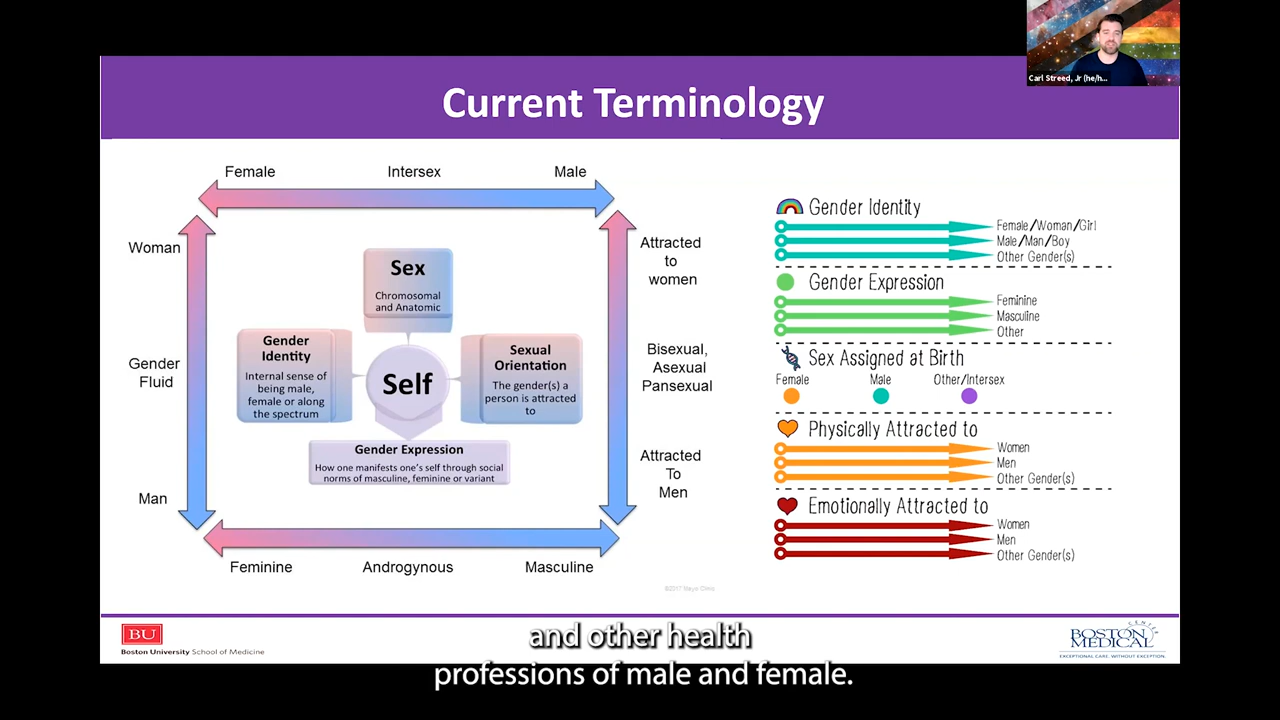 Carl Streed, Jr (he/h...
Current Terminology
Female
Intersex
Male
Woman
Gender
Fluid
Man
Sex
Chromosomal
and Anatomic
Gender
Identity
Internal sense of
being male,
female or along
the spectrum
Self
Sexual
Orientation
The gender(s) a
person is attracted
to
Gender Expression
How one manifests one's self through social
norms of masculine, feminine or variant
Attracted
to
women
Bisexual,
Asexual
Pansexual
Attracted
To
Men
Feminine
Androgynous
Masculine
Gender Identity
Female/Woman/Girl
Male/Man/Boy
Other Gender(s)
Gender Expression
Feminine
Masculine
Other
Sex Assigned at Birth
Female
Male
Other/Intersex
Physically Attracted to
Women
Men
Other Gender(s)
Emotionally Attracted to
Women
Men
Other Gender(s)
©2017 Mayo Clinic
BU
Boston University School of Medicine
BOSTON
MEDICAL
CENTER
EXCEPTIONAL CARE. WITHOUT EXCEPTION.
and other health
professions of male and female.